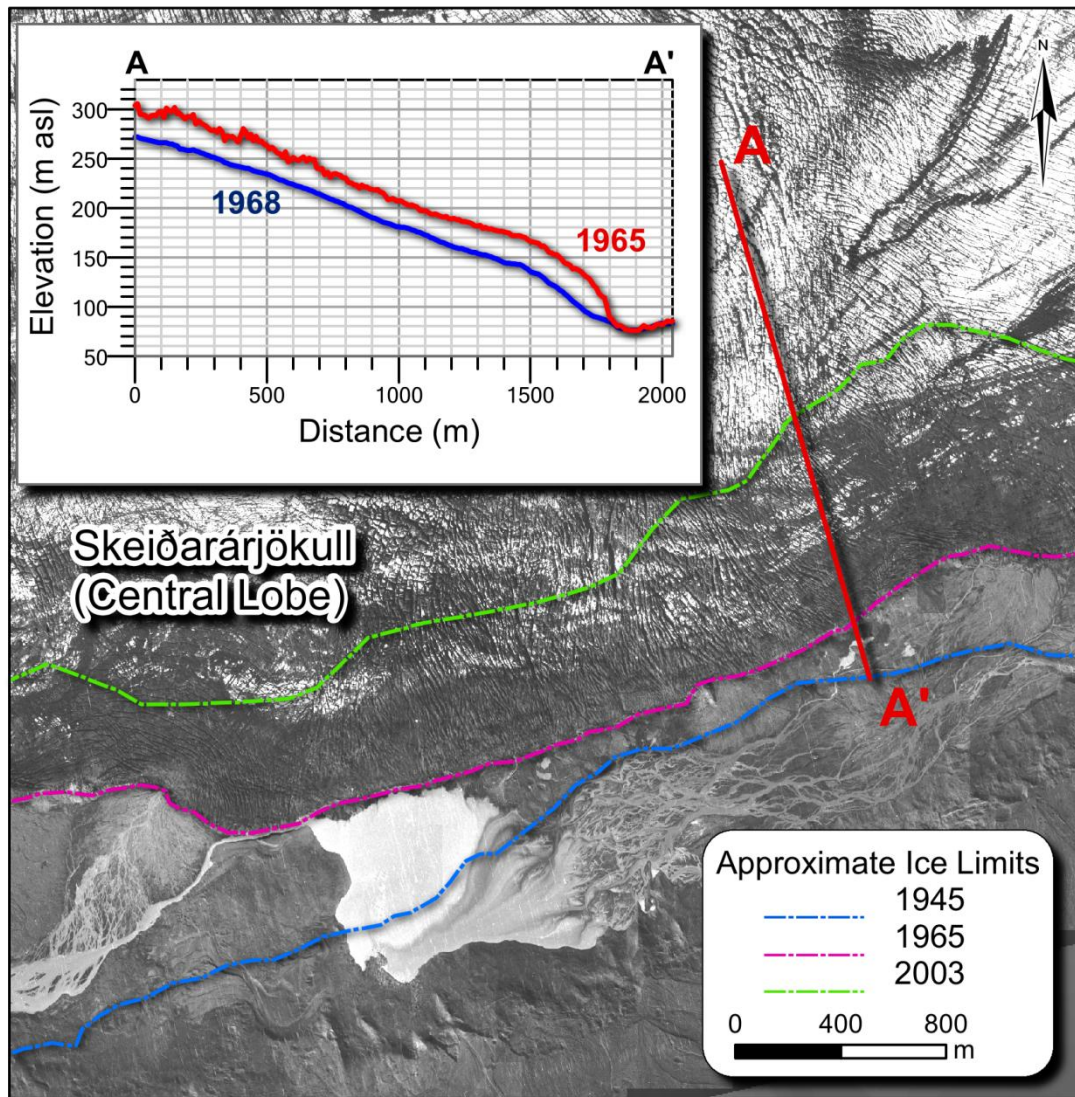 A
A'
Elevation (m asl)
300
250
200
150
100
50
1968
1965
0
500
1000
1500
2000
Distance (m)
N
A
Skeiðarárjökull
(Central Lobe)
A'
Approximate Ice Limits
1945
1965
2003
0
400
800
m